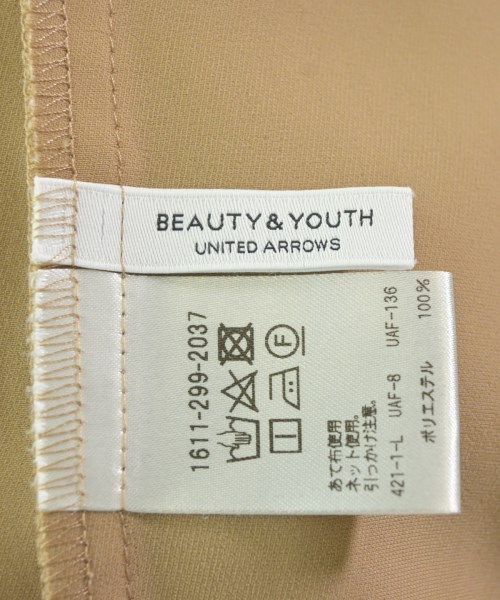 BEAUTY&YOUTH
UNITED ARROWS
1611-299-2037
F
あて布使用
ネット使用。
引っかけ注意。
421-1-L UAF-8 UAF-136
ポリエステル 100%